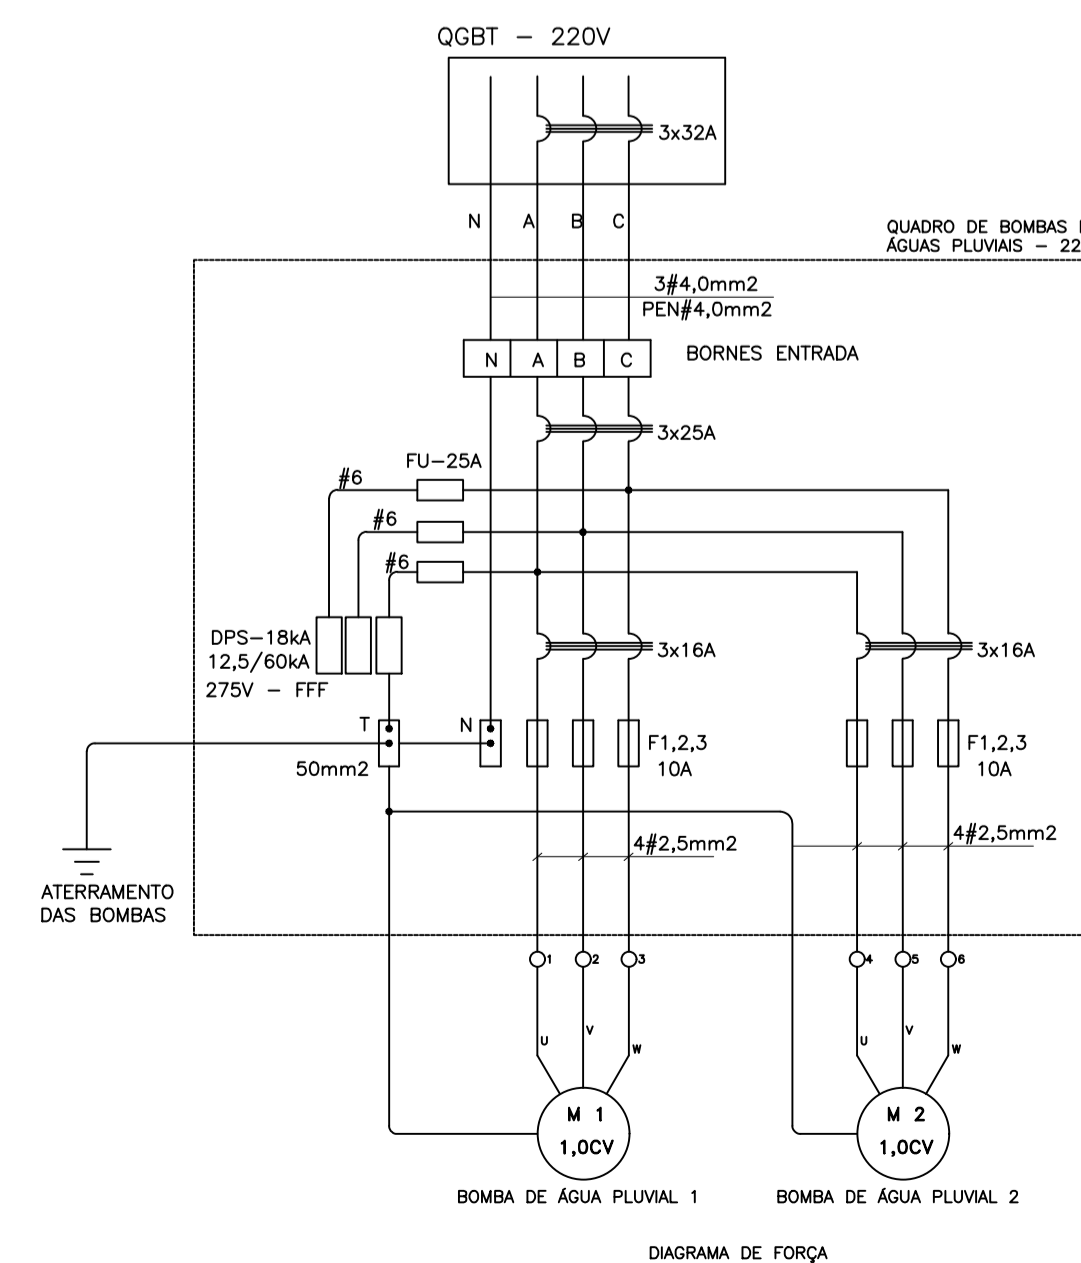 QGBT – 220V
3x32A
N A B C
QUADRO DE BOMBAS
ÁGUAS PLUVIAIS – 22
3#4,0mm2
PEN#4,0mm2
N A B C
BORNES ENTRADA
3x25A
FU–25A
#6
#6
#6
DPS–18kA
12,5/60kA
275V – FFF
3x16A
3x16A
T
N
50mm2
F1,2,3
10A
F1,2,3
10A
4#2,5mm2
4#2,5mm2
ATERRAMENTO
DAS BOMBAS
1 2 3
4 5 6
U V W
U V W
M 1
1,0CV
M 2
1,0CV
BOMBA DE ÁGUA PLUVIAL 1
BOMBA DE ÁGUA PLUVIAL 2
DIAGRAMA DE FORÇA